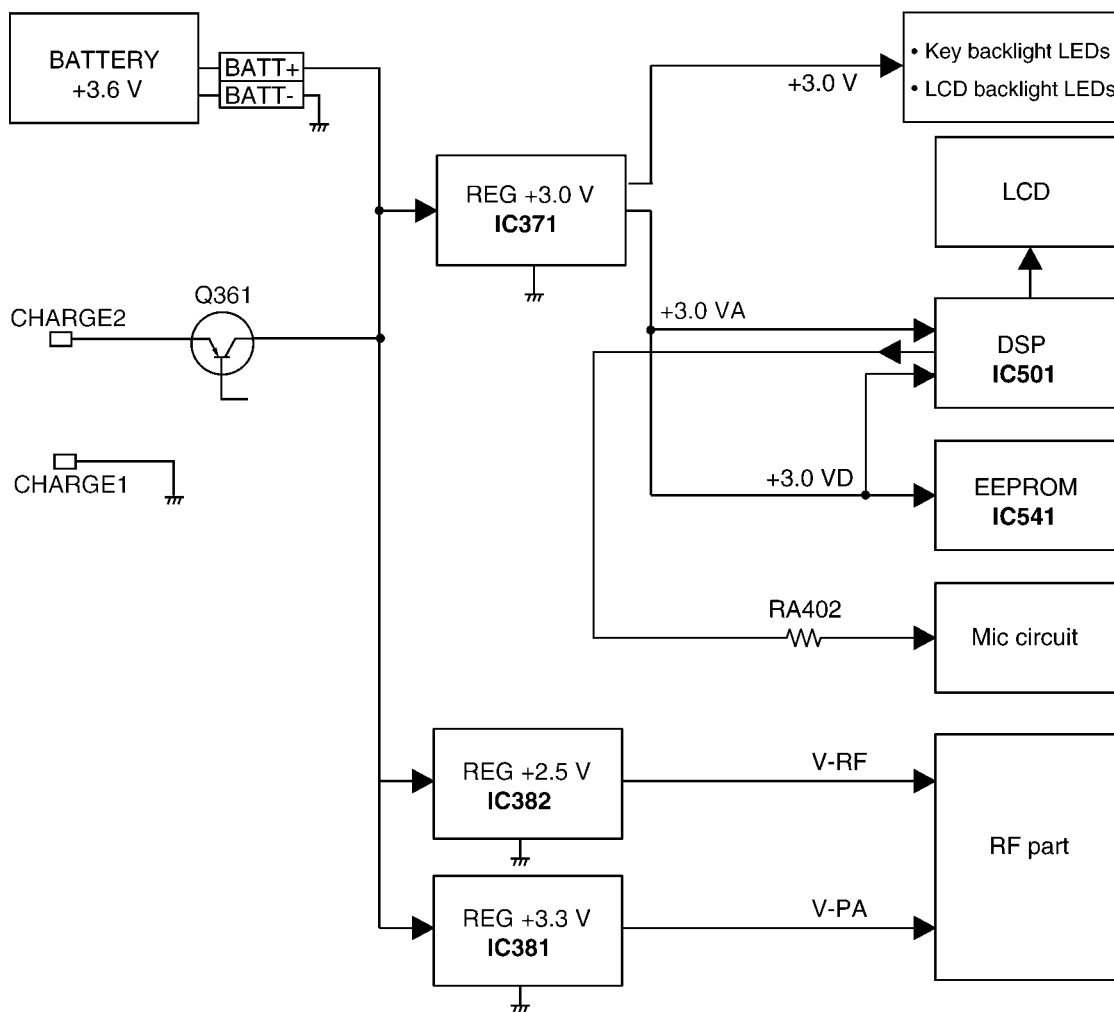 BATTERY
+3.6 V
BATT+
BATT-
+3.0 V
• Key backlight LEDs
• LCD backlight LEDs
REG +3.0 V
IC371
LCD
Q361
CHARGE2
+3.0 VA
DSP
IC501
CHARGE1
+3.0 VD
EEPROM
IC541
RA402
Mic circuit
REG +2.5 V
IC382
V-RF
RF part
REG +3.3 V
IC381
V-PA